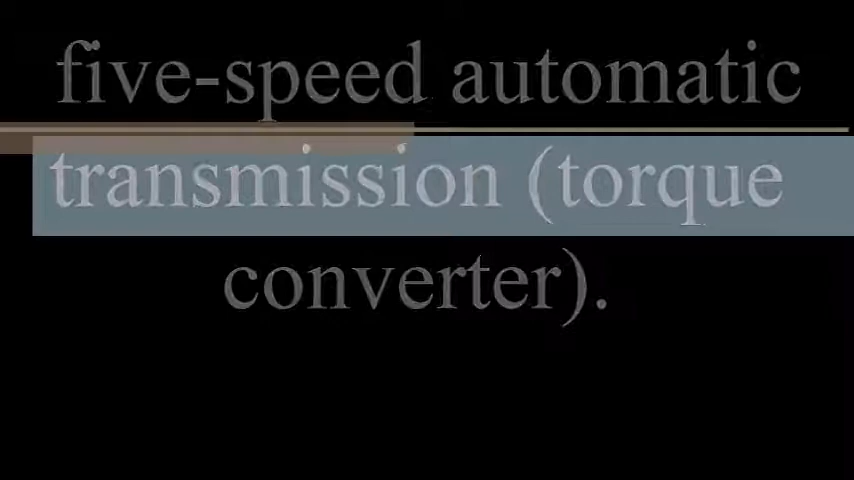 five-speed automatic
transmission (torque
converter).